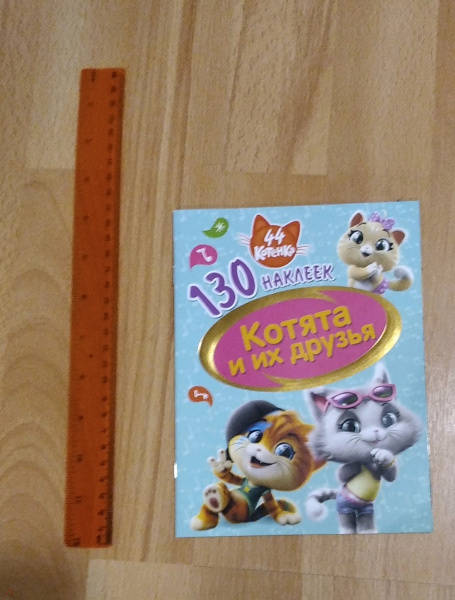 44
Котёнка
130 НАКЛЕЕК
Котята
и их друзья